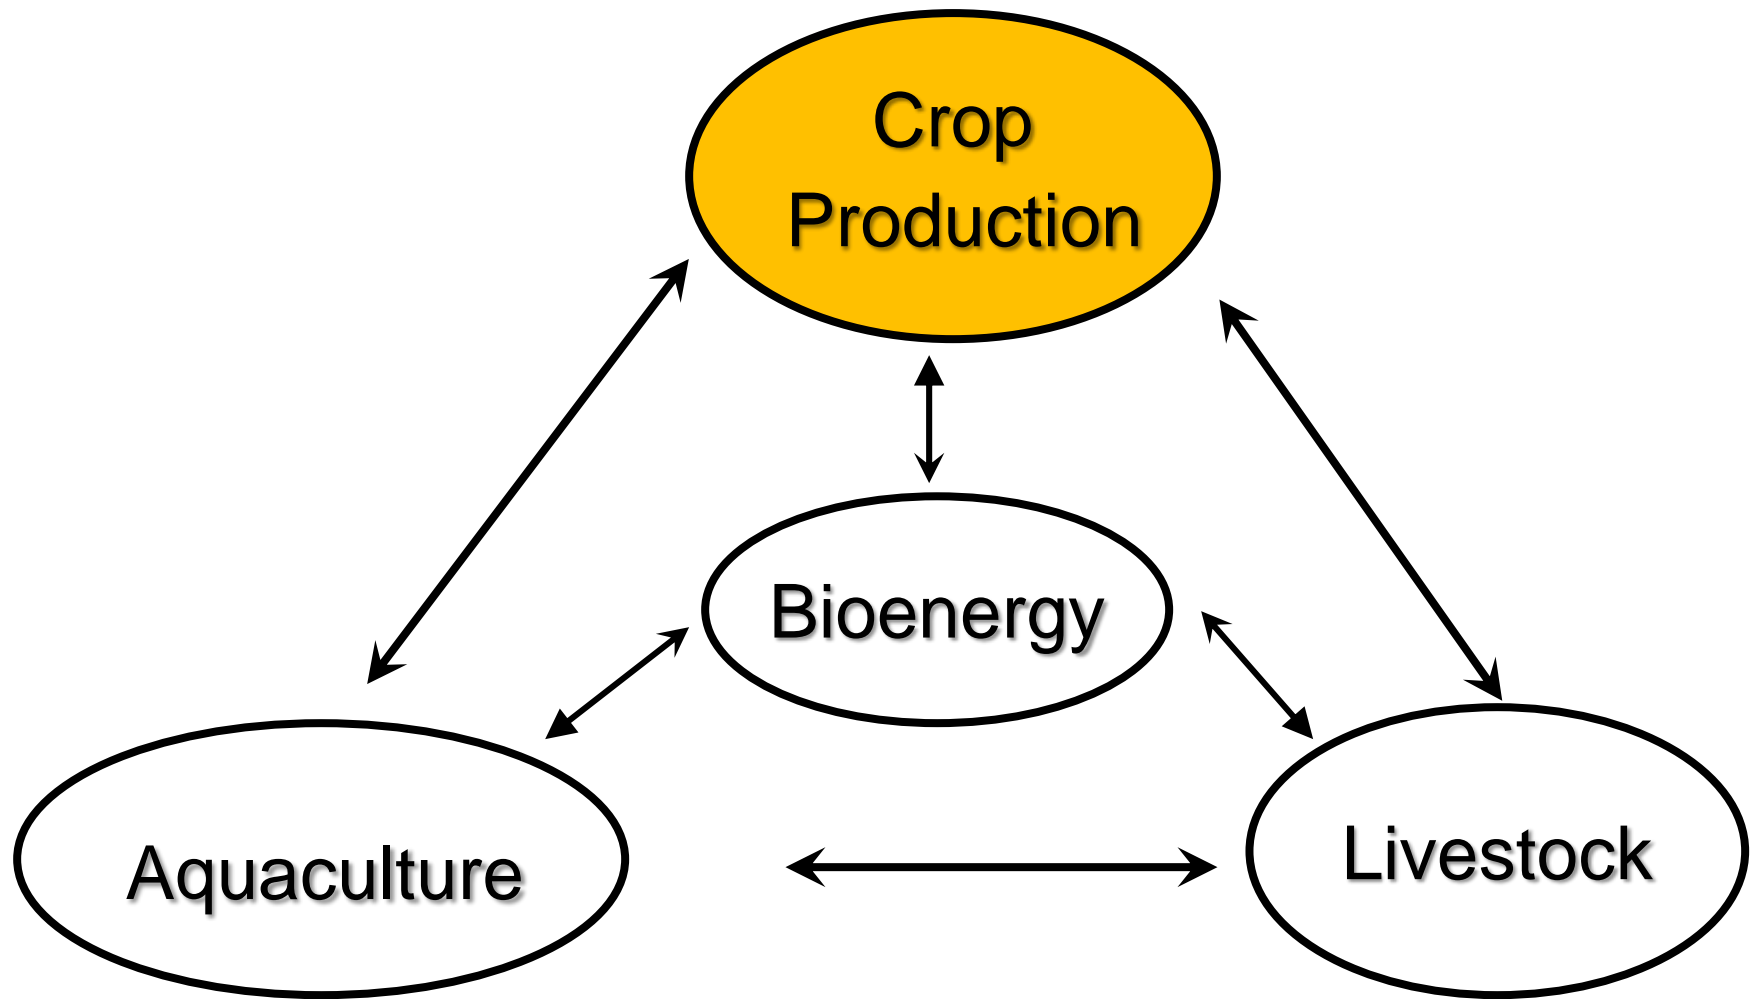 Crop
Production
Bioenergy
Aquaculture
Livestock